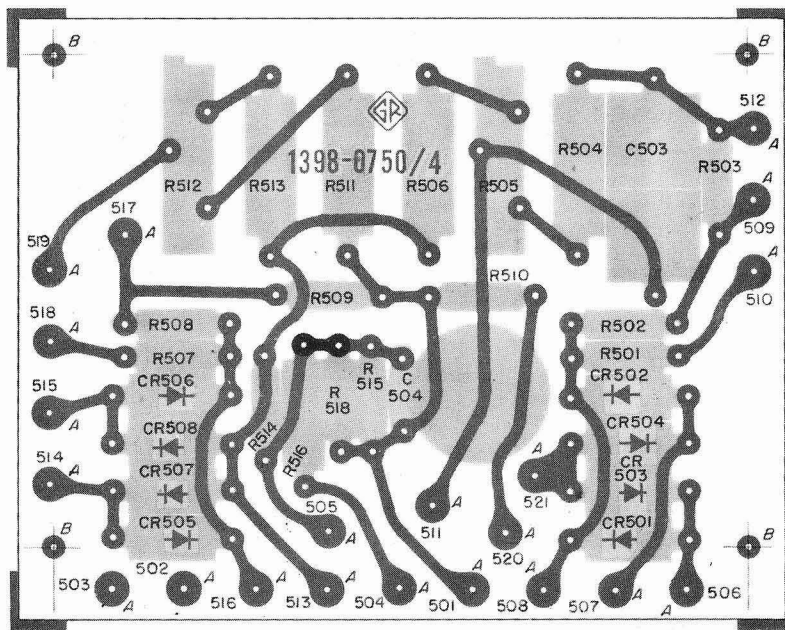 B
B
512
GR
A
1398-0750/4
R504
C503
R503
R512
R513
R511
R506
R505
517
A
509
A
519
A
R510
510
A
R509
518
A
R508
R507
R502
R501
515
A
CR506
R
515
C
504
CR502
R
518
CR508
CR504
514
A
R514
R516
A
CR
503
CR507
521
505
A
511
A
CR505
520
A
CR501
B
B
503
A
502
A
516
A
513
A
504
A
501
A
508
A
507
A
506